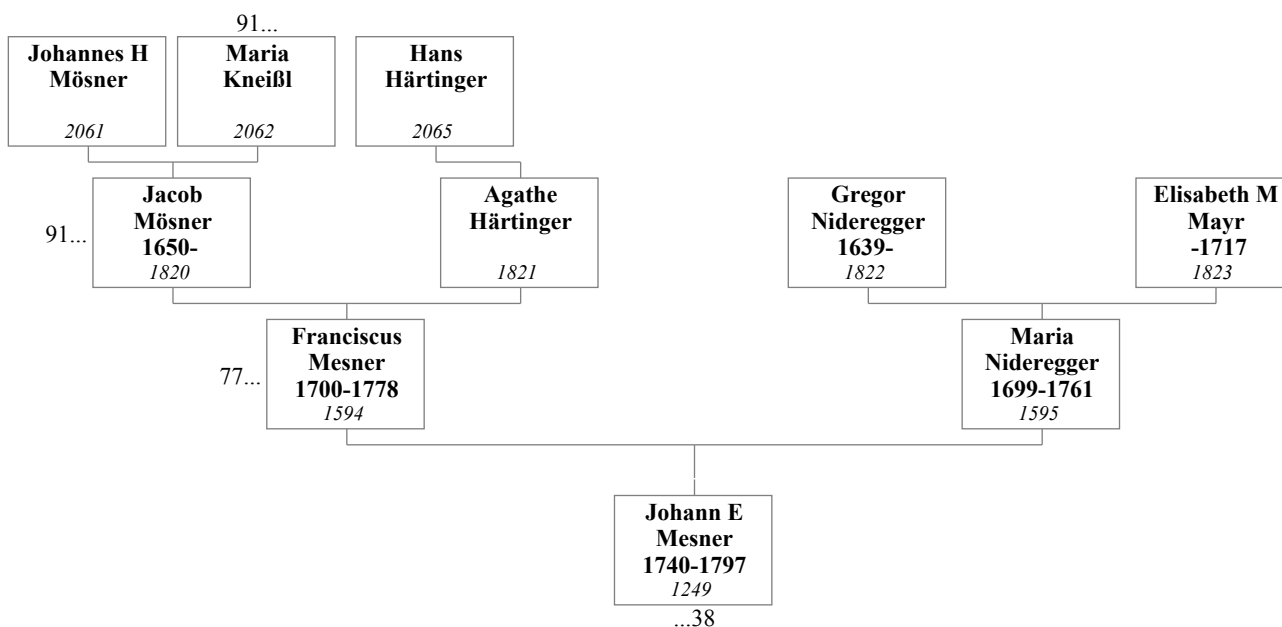 91...
Johannes H
Mösner
2061
Maria
Kneißl
2062
Hans
Härtinger
2065
91...
Jacob
Mösner
1650-
1820
Agathe
Härtinger
1821
Gregor
Nideregger
1639-
1822
Elisabeth M
Mayr
-1717
1823
77...
Franciscus
Mesner
1700-1778
1594
Maria
Nideregger
1699-1761
1595
Johann E
Mesner
1740-1797
1249
...38